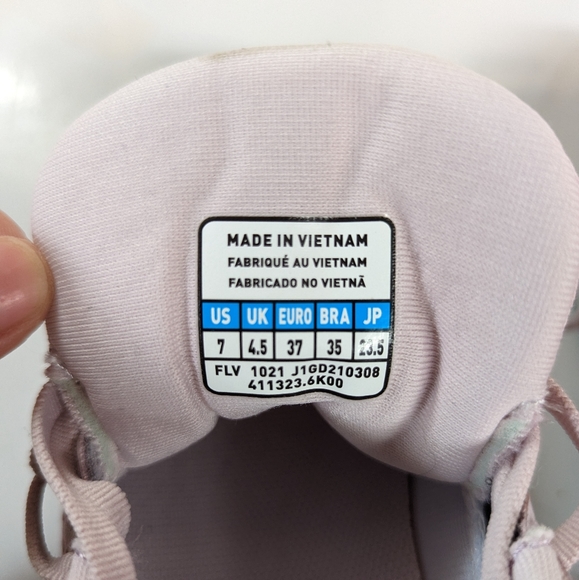 MADE IN VIETNAM
FABRIQUÉ AU VIETNAM
FABRICADO NO VIETNÃ
US UK EURO BRA JP
7 4.5 37 35 23.5
FLV 1021 J1GD210308
411323.6K00